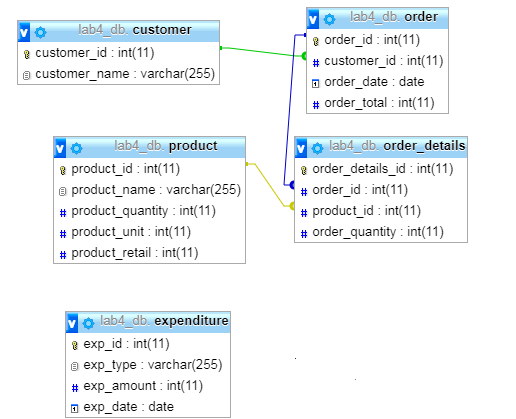 lab4_db. customer
customer_id : int(11)
customer_name : varchar(255)
lab4_db. order
order_id : int(11)
customer_id : int(11)
order_date : date
order_total : int(11)
lab4_db. product
product_id : int(11)
product_name : varchar(255)
product_quantity : int(11)
product_unit : int(11)
product_retail : int(11)
lab4_db. order_details
order_details_id : int(11)
order_id : int(11)
product_id : int(11)
order_quantity : int(11)
lab4_db. expenditure
exp_id : int(11)
exp_type : varchar(255)
exp_amount : int(11)
exp_date : date